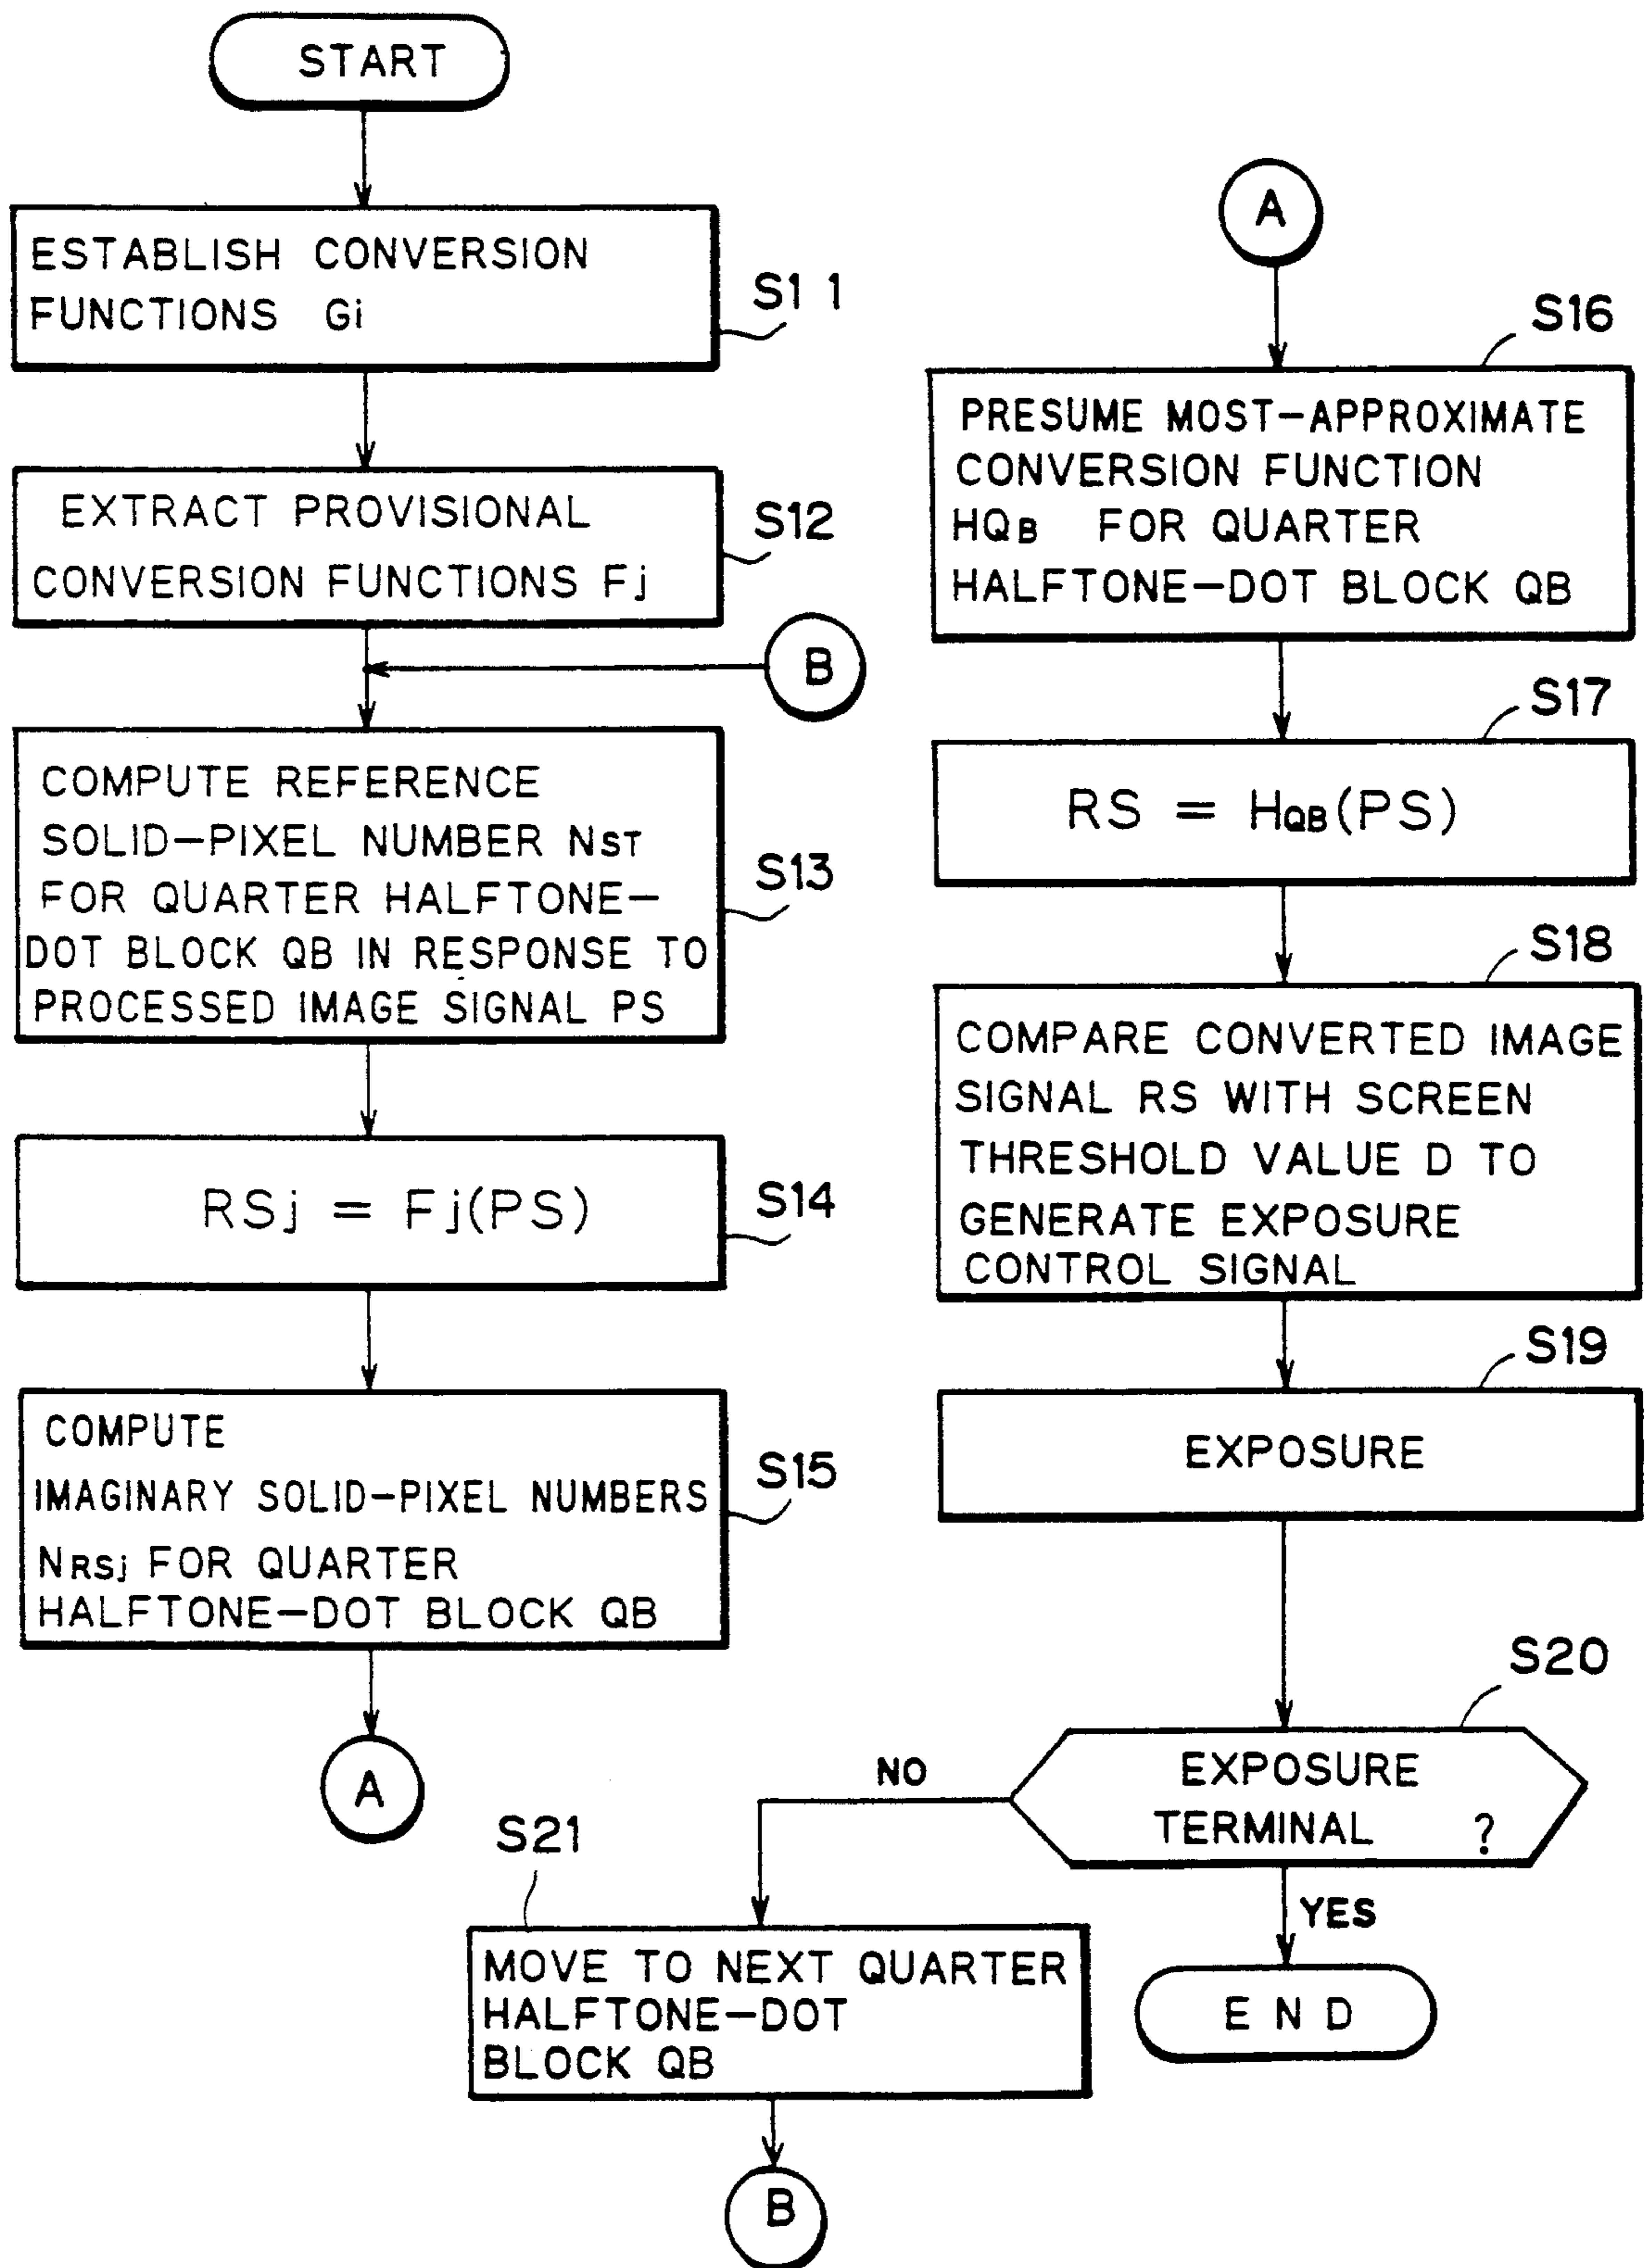 START
ESTABLISH CONVERSION
FUNCTIONS Gi
S11
EXTRACT PROVISIONAL
CONVERSION FUNCTIONS Fj
S12
B
COMPUTE REFERENCE
SOLID-PIXEL NUMBER NST
FOR QUARTER HALFTONE-
DOT BLOCK QB IN RESPONSE TO
PROCESSED IMAGE SIGNAL PS
S13
RSj = Fj(PS)
S14
COMPUTE
IMAGINARY SOLID-PIXEL NUMBERS
NRSj FOR QUARTER
HALFTONE-DOT BLOCK QB
S15
A
A
S16
PRESUME MOST-APPROXIMATE
CONVERSION FUNCTION
HQB FOR QUARTER
HALFTONE-DOT BLOCK QB
S17
RS = HQB(PS)
S18
COMPARE CONVERTED IMAGE
SIGNAL RS WITH SCREEN
THRESHOLD VALUE D TO
GENERATE EXPOSURE
CONTROL SIGNAL
S19
EXPOSURE
S20
EXPOSURE
TERMINAL ?
NO
YES
END
S21
MOVE TO NEXT QUARTER
HALFTONE-DOT
BLOCK QB
B